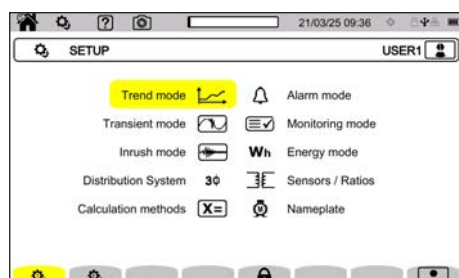 21/03/25 09:36
SETUP USER1
Trend mode Alarm mode
Transient mode Monitoring mode
Inrush mode Wh Energy mode
Distribution System 3φ Sensors / Ratios
Calculation methods X= M Nameplate